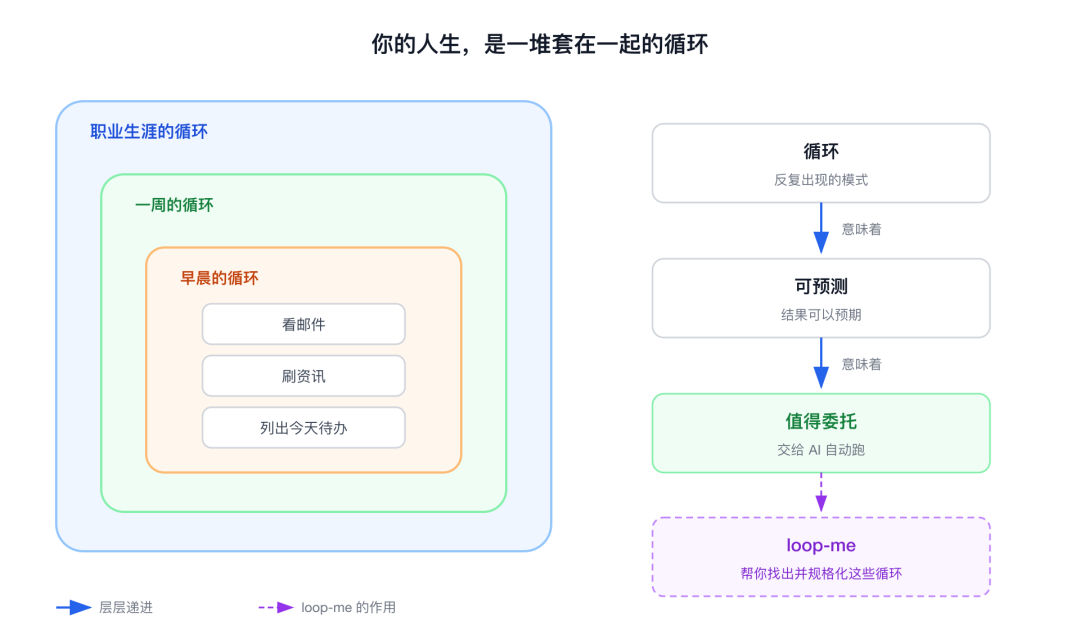 你的人生，是一堆套在一起的循环
职业生涯的循环
一周的循环
早晨的循环
看邮件
刷资讯
列出今天待办
循环
反复出现的模式
意味着
可预测
结果可以预期
意味着
值得委托
交给 AI 自动跑
loop-me
帮你找出并规格化这些循环
层层递进
loop-me 的作用